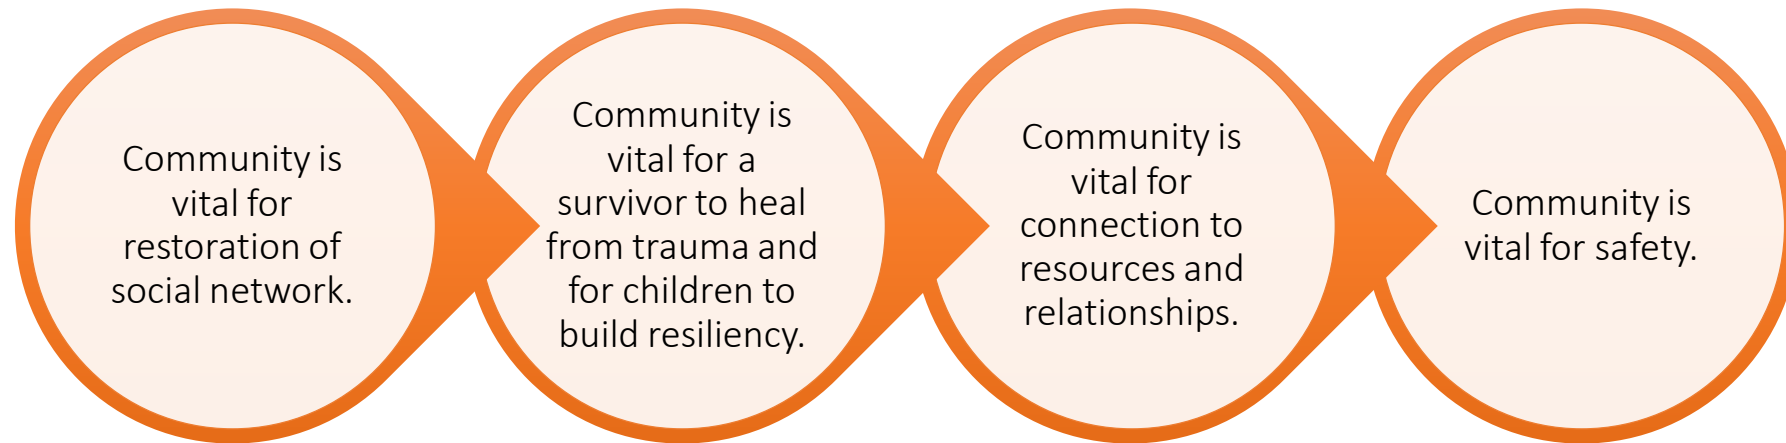 Community is
vital for
restoration of
social network.
Community is
vital for a
survivor to heal
from trauma and
for children to
build resiliency.
Community is
vital for
connection to
resources and
relationships.
Community is
vital for safety.